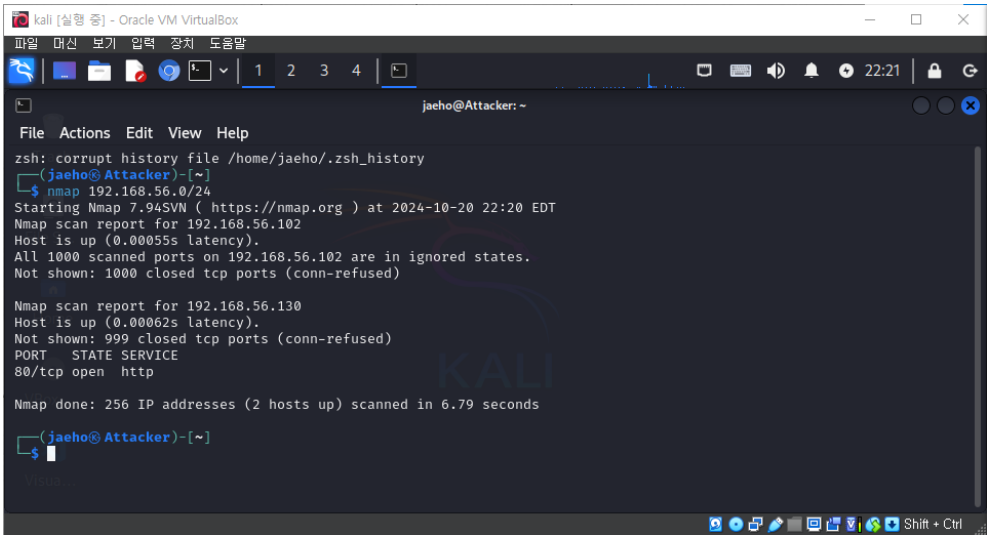 kali [실행 중] - Oracle VM VirtualBox
파일 머신 보기 입력 장치 도움말
1 2 3 4 22:21
jaeho@Attacker: ~
File Actions Edit View Help
zsh: corrupt history file /home/jaeho/.zsh_history
┌──(jaeho㉿Attacker)-[~]
└─$ nmap 192.168.56.0/24
Starting Nmap 7.94SVN ( https://nmap.org ) at 2024-10-20 22:20 EDT
Nmap scan report for 192.168.56.102
Host is up (0.00055s latency).
All 1000 scanned ports on 192.168.56.102 are in ignored states.
Not shown: 1000 closed tcp ports (conn-refused)
Nmap scan report for 192.168.56.130
Host is up (0.00062s latency).
Not shown: 999 closed tcp ports (conn-refused)
PORT   STATE SERVICE
80/tcp open  http
KALI
Nmap done: 256 IP addresses (2 hosts up) scanned in 6.79 seconds
┌──(jaeho㉿Attacker)-[~]
└─$
Shift + Ctrl